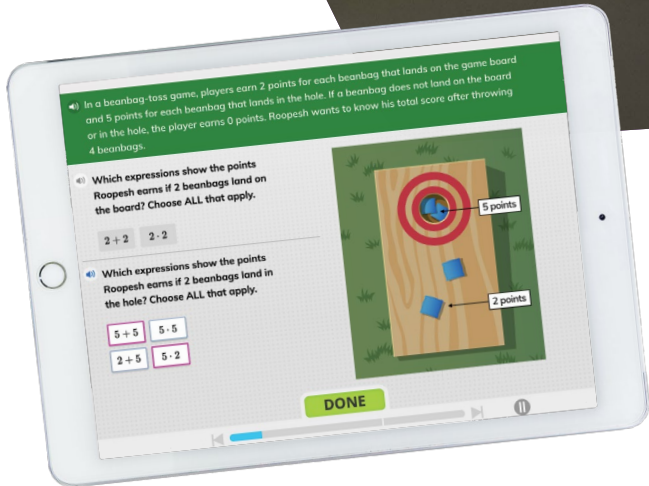 In a beanbag-toss game, players earn 2 points for each beanbag that lands on the game board
and 5 points for each beanbag that lands in the hole. If a beanbag does not land on the board
or in the hole, the player earns 0 points. Roopesh wants to know his total score after throwing
4 beanbags.
Which expressions show the points
Roopesh earns if 2 beanbags land on
the board? Choose ALL that apply.
2 + 2 2 · 2
Which expressions show the points
Roopesh earns if 2 beanbags land in
the hole? Choose ALL that apply.
5 + 5 5 · 5
2 + 5 5 · 2
5 points
2 points
DONE